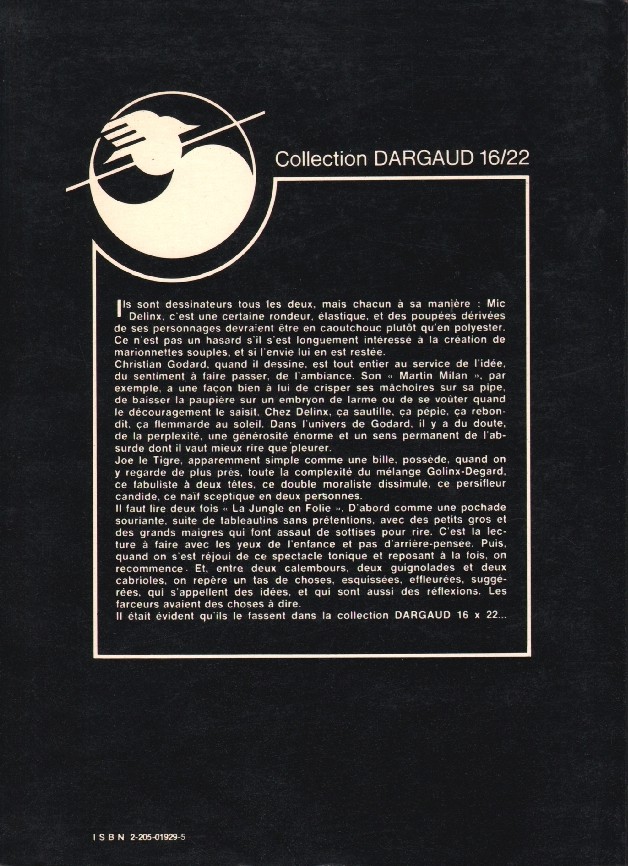 Collection DARGAUD 16/22
Ils sont dessinateurs tous les deux, mais chacun à sa manière : Mic
Delinx, c'est une certaine rondeur, élastique, et des poupées dérivées
de ses personnages devraient être en caoutchouc plutôt qu'en polyester.
Ce n'est pas un hasard s'il s'est longuement intéressé à la création de
marionnettes souples, et si l'envie lui en est restée.
Christian Godard, quand il dessine, est tout entier au service de l'idée,
du sentiment à faire passer, de l'ambiance. Son « Martin Milan », par
exemple, a une façon bien à lui de crisper ses mâchoires sur sa pipe,
de baisser la paupière sur un embryon de larme ou de se voûter quand
le découragement le saisit. Chez Delinx, ça sautille, ça pépie, ça rebon-
dit, ça flemmarde au soleil. Dans l'univers de Godard, il y a du doute,
de la perplexité, une générosité énorme et un sens permanent de l'ab-
surde dont il vaut mieux rire que pleurer.
Joe le Tigre, apparemment simple comme une bille, possède, quand on
y regarde de plus près, toute la complexité du mélange Golinx-Degard,
ce fabuliste à deux têtes, ce double moraliste dissimulé, ce persifleur
candide, ce naïf sceptique en deux personnes.
Il faut lire deux fois « La Jungle en Folie ». D'abord comme une pochade
souriante, suite de tableautins sans prétentions, avec des petits gros et
des grands maigres qui font assaut de sottises pour rire. C'est la lec-
ture à faire avec les yeux de l'enfance et pas d'arrière-pensée. Puis,
quand on s'est réjoui de ce spectacle tonique et reposant à la fois, on
recommence. Et, entre deux calembours, deux guignolades et deux
cabrioles, on repère un tas de choses, esquissées, effleurées, suggé-
rées, qui s'appellent des idées, et qui sont aussi des réflexions. Les
farceurs avaient des choses à dire.
Il était évident qu'ils le fassent dans la collection DARGAUD 16 x 22...
ISBN 2-205-01929-5